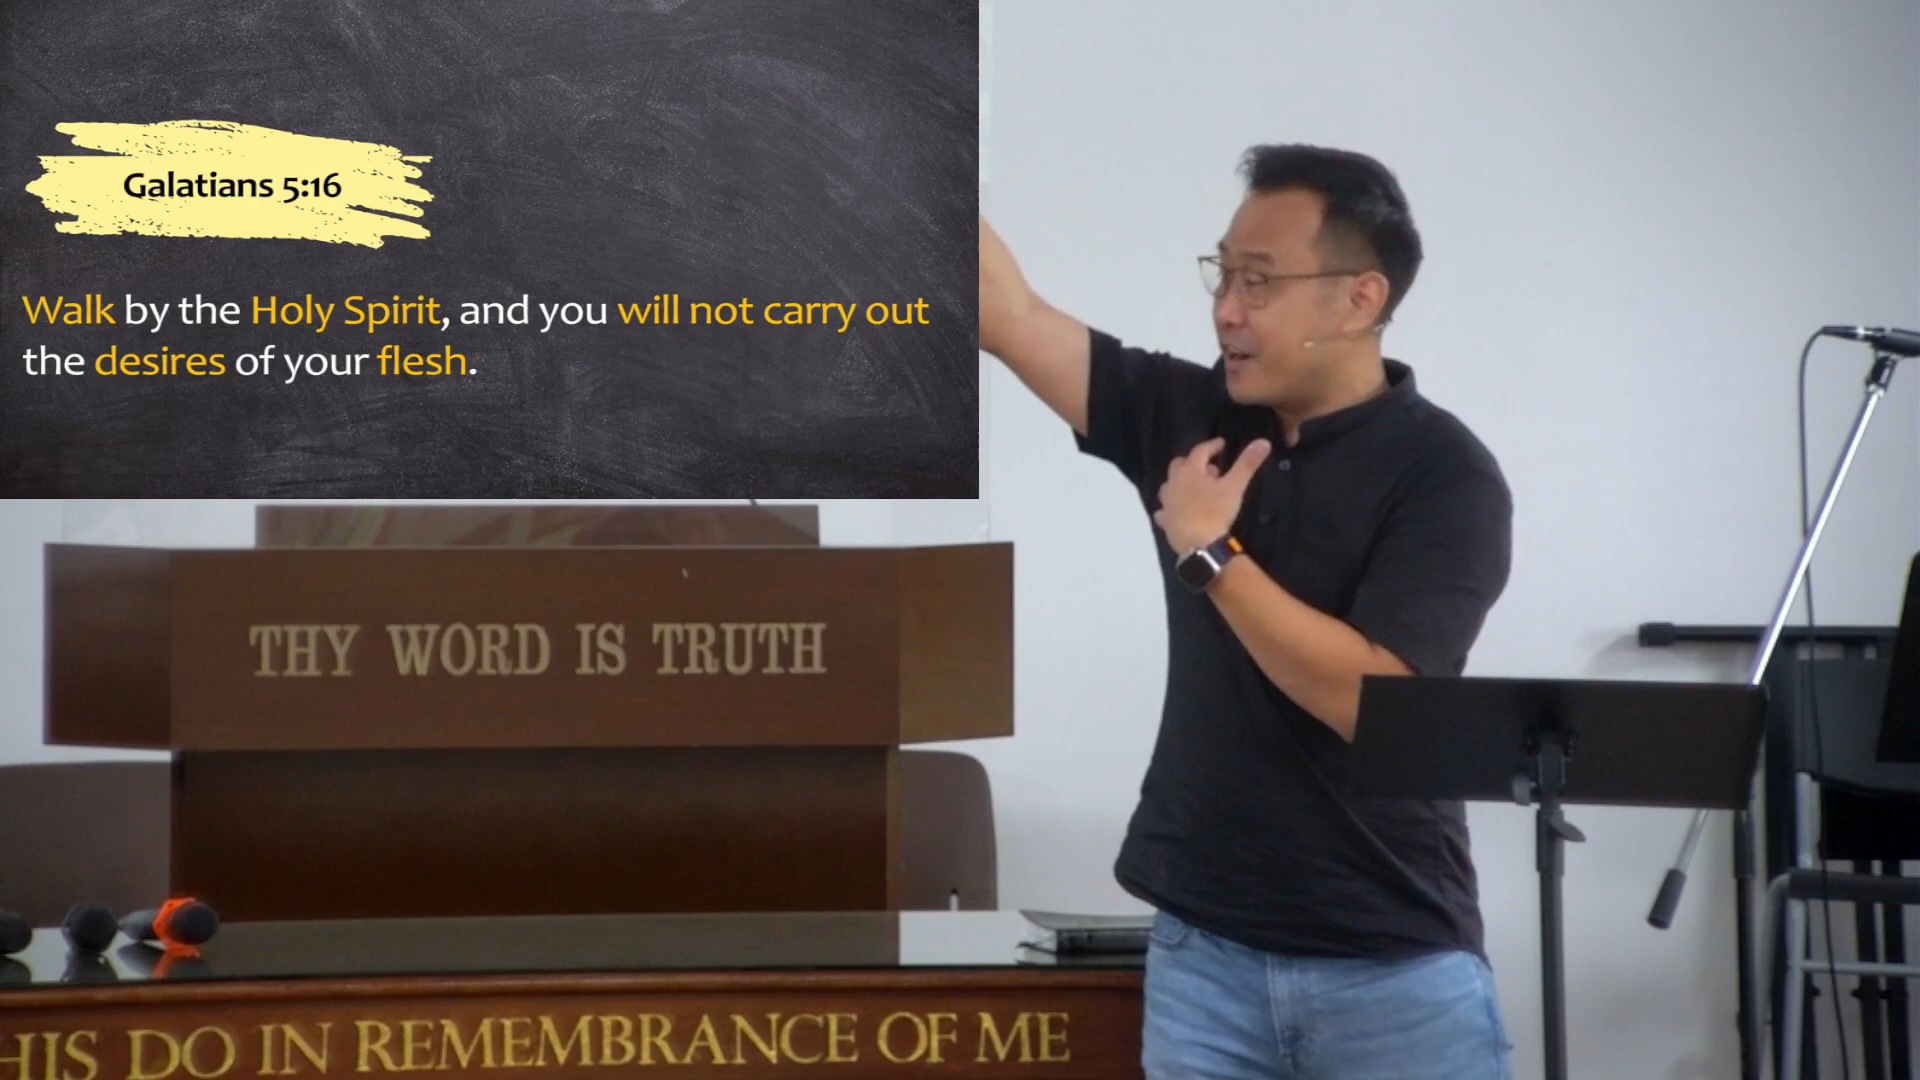 Galatians 5:16
Walk by the Holy Spirit, and you will not carry out
the desires of your flesh.
THY WORD IS TRUTH
HIS DO IN REMEMBRANCE OF ME